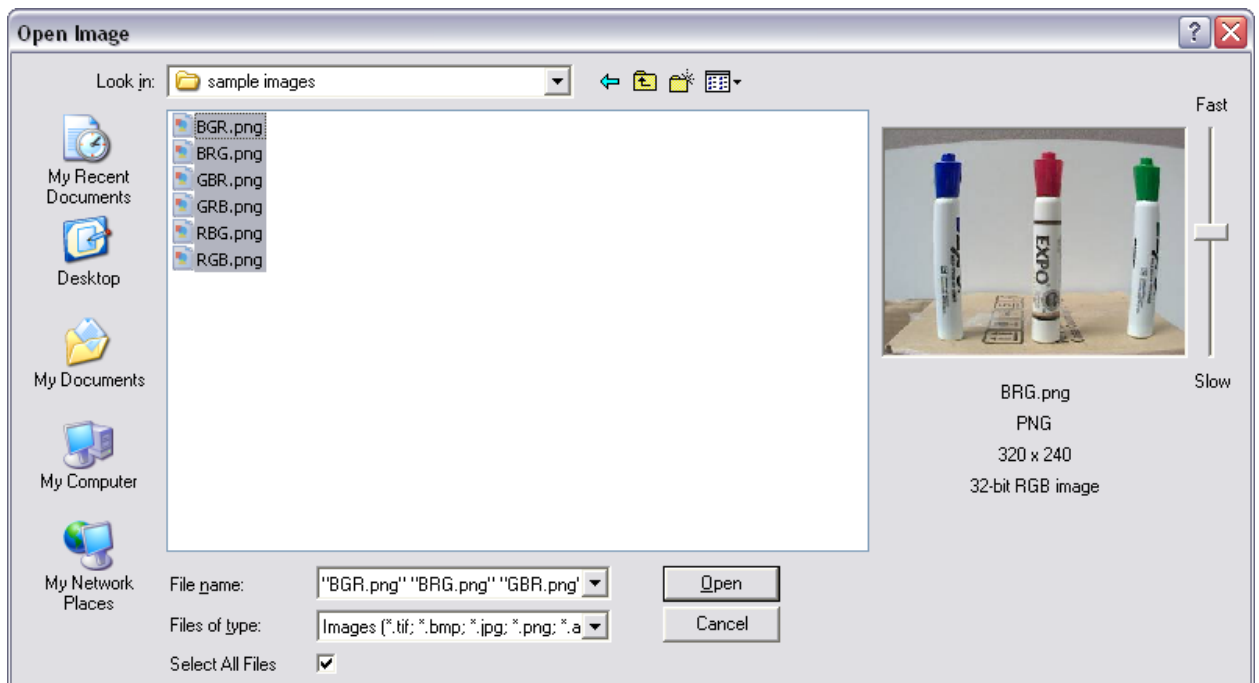 Open Image
Look in: sample images
Fast
BGR.png
BRG.png
GBR.png
GRB.png
RBG.png
RGB.png
My Recent
Documents
Desktop
My Documents
My Computer
My Network
Places
EXPO
Slow
BRG.png
PNG
320 x 240
32-bit RGB image
File name: "BGR.png" "BRG.png" "GBR.png"
Open
Files of type: Images (*.tif; *.bmp; *.jpg; *.png; *.a
Cancel
Select All Files